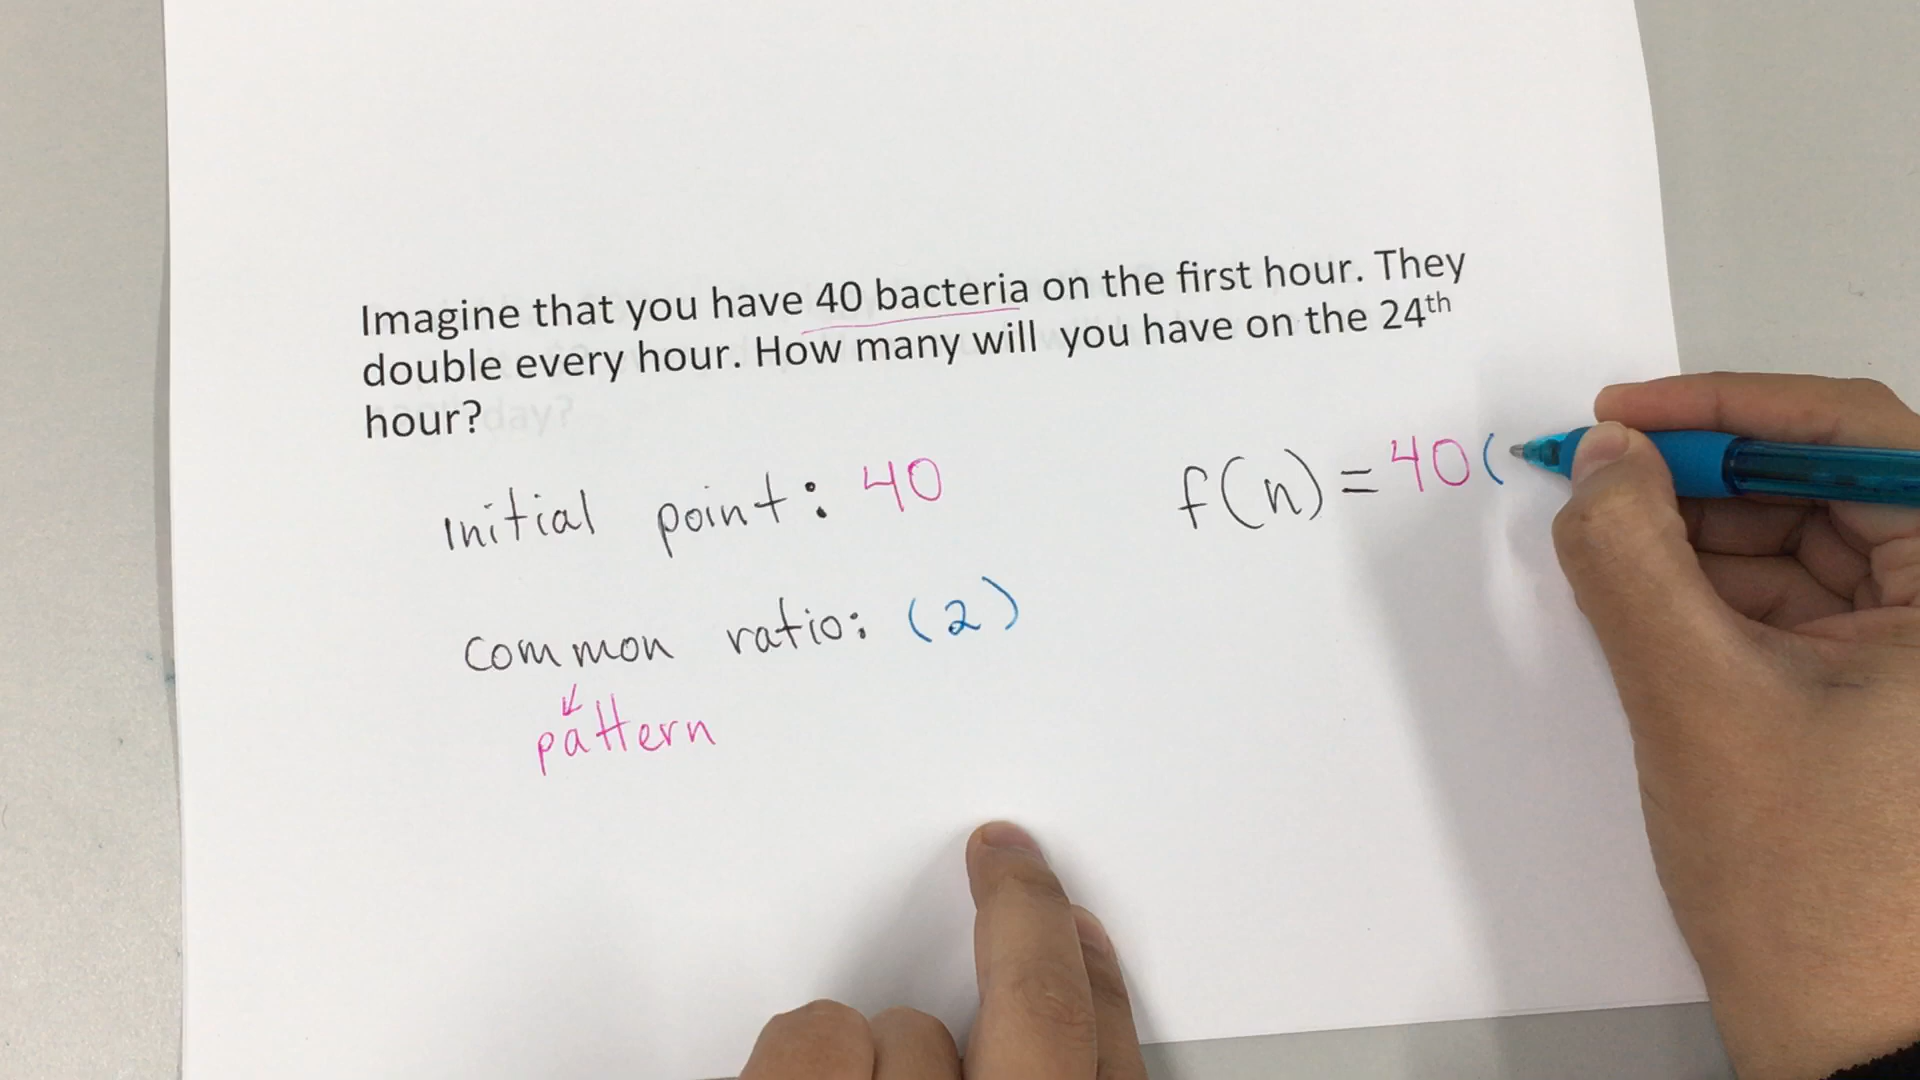 Imagine that you have 40 bacteria on the first hour. They
double every hour. How many will you have on the 24th
hour?
Initial point: 40
f(n) = 40(
Common ratio: (2)
pattern